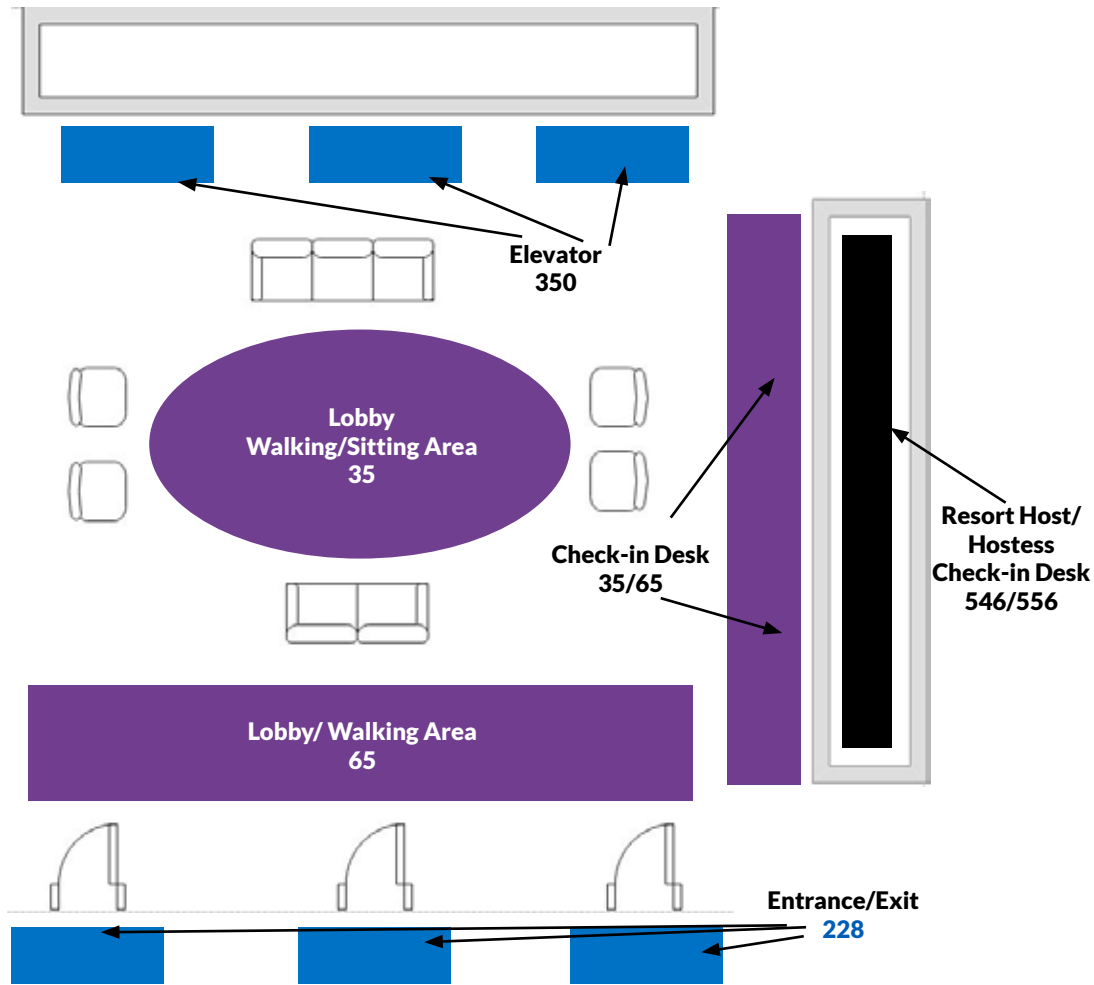 Elevator
350
Lobby
Walking/Sitting Area
35
Check-in Desk
35/65
Resort Host/
Hostess
Check-in Desk
546/556
Lobby/ Walking Area
65
Entrance/Exit
228